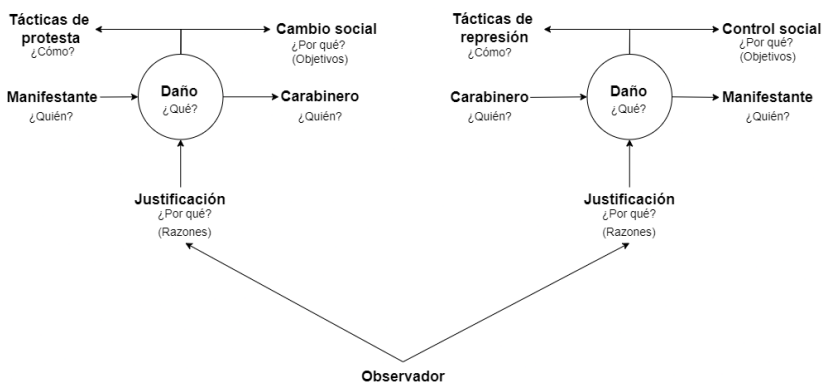 Tácticas de
protesta
¿Cómo?
Cambio social
¿Por qué?
(Objetivos)
Manifestante
¿Quién?
Daño
¿Qué?
Carabinero
¿Quién?
Justificación
¿Por qué?
(Razones)
Tácticas de
represión
¿Cómo?
Control social
¿Por qué?
(Objetivos)
Carabinero
¿Quién?
Daño
¿Qué?
Manifestante
¿Quién?
Justificación
¿Por qué?
(Razones)
Observador